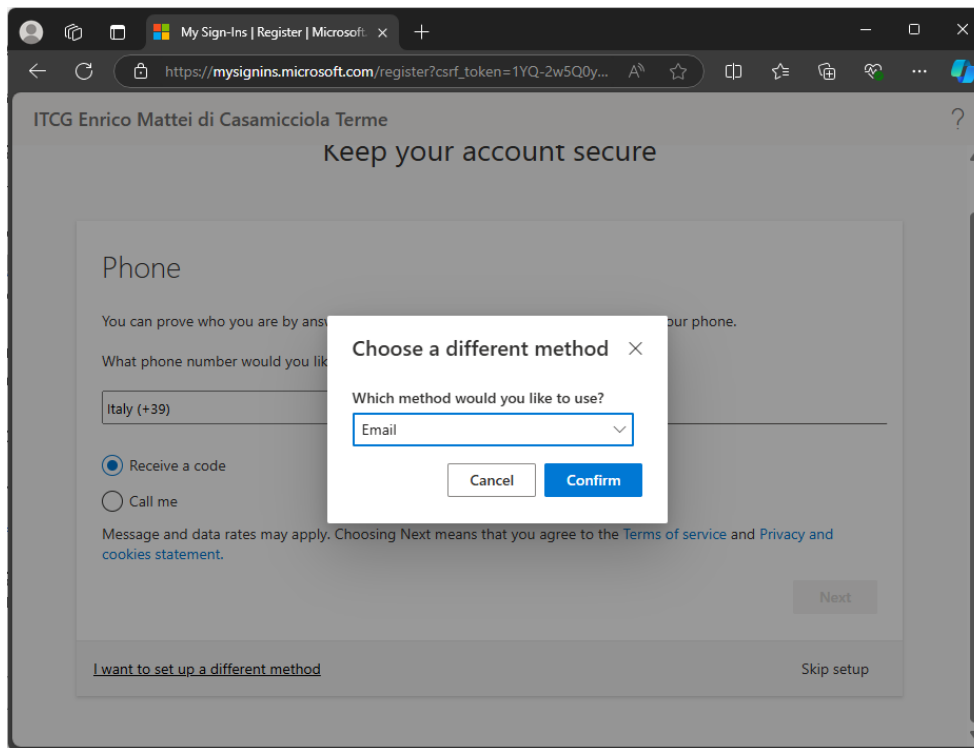 My Sign-Ins | Register | Microsoft
https://mysignins.microsoft.com/register?csrf_token=1YQ-2w5Q0y...
ITCG Enrico Mattei di Casamicciola Terme
?
Keep your account secure
Phone
You can prove who you are by ans
our phone.
What phone number would you lik
Italy (+39)
Receive a code
Call me
Message and data rates may apply. Choosing Next means that you agree to the Terms of service and Privacy and
cookies statement.
Next
I want to set up a different method
Skip setup
Choose a different method
Which method would you like to use?
Email
Cancel
Confirm